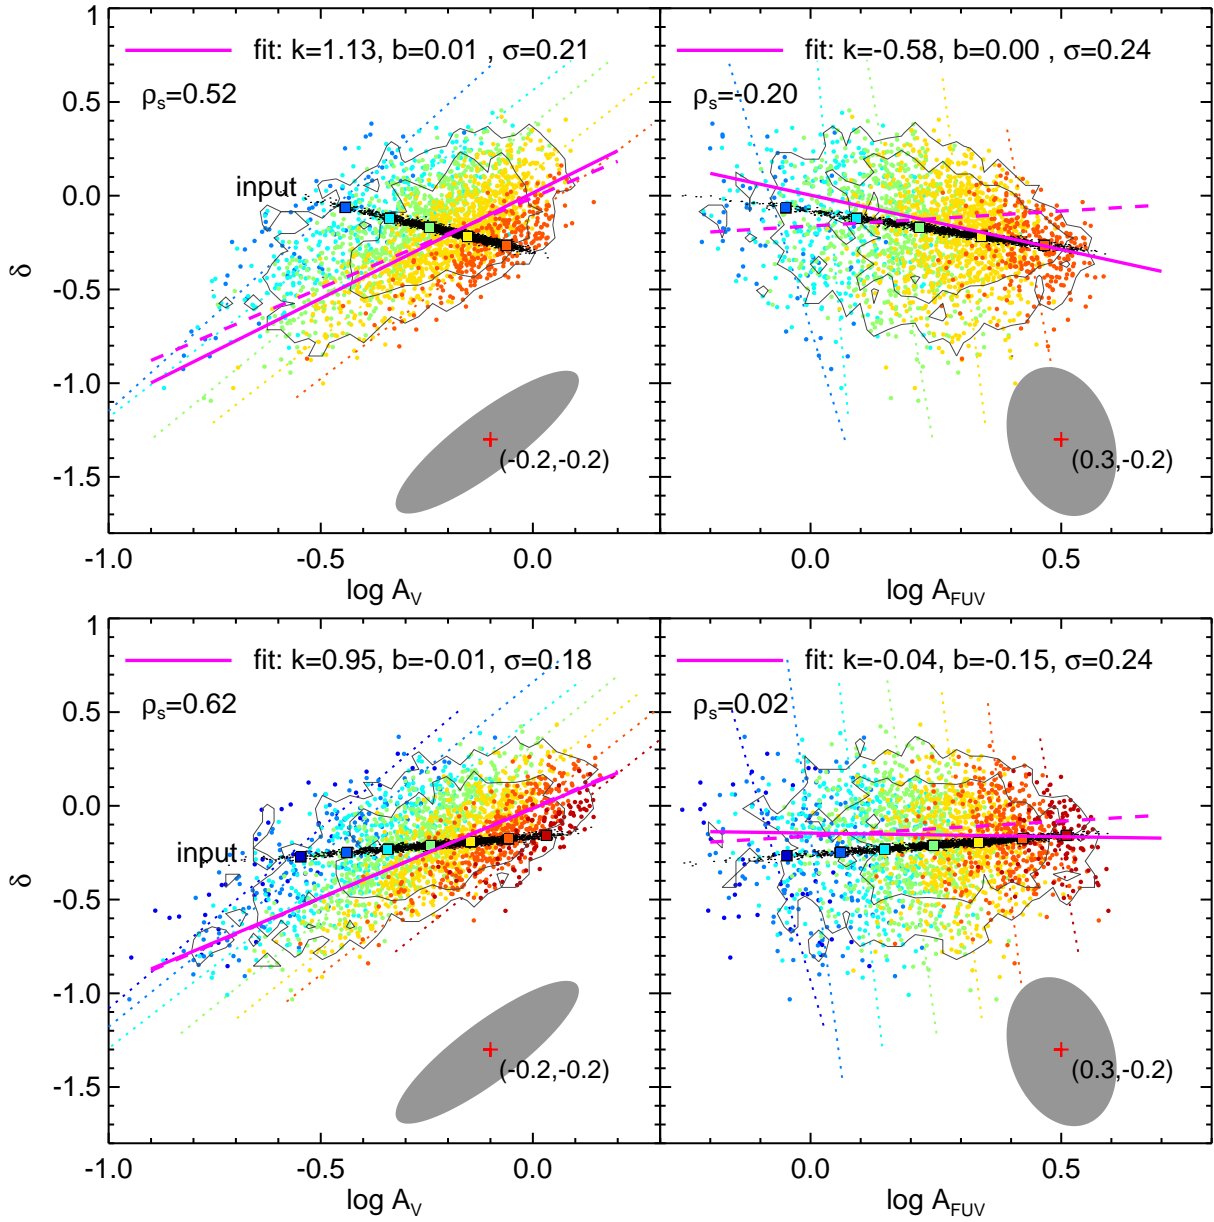 1
fit: k=1.13, b=0.01 , σ=0.21
fit: k=-0.58, b=0.00 , σ=0.24
ρs=0.52
ρs=-0.20
0.5
input
0.0
δ
-0.5
-1.0
(-0.2,-0.2)
(0.3,-0.2)
-1.5
-1.0 -0.5 0.0 0.0 0.5
log AV
log AFUV
1
fit: k=0.95, b=-0.01, σ=0.18
fit: k=-0.04, b=-0.15, σ=0.24
ρs=0.62
ρs=0.02
0.5
0.0
input
δ
-0.5
-1.0
(-0.2,-0.2)
(0.3,-0.2)
-1.5
-1.0 -0.5 0.0 0.0 0.5
log AV
log AFUV